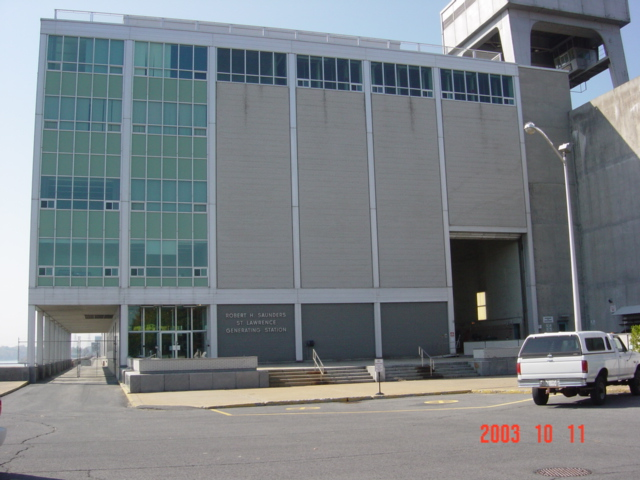 ROBERT H. SAUNDERS
ST. LAWRENCE
GENERATING STATION
2003 10 11